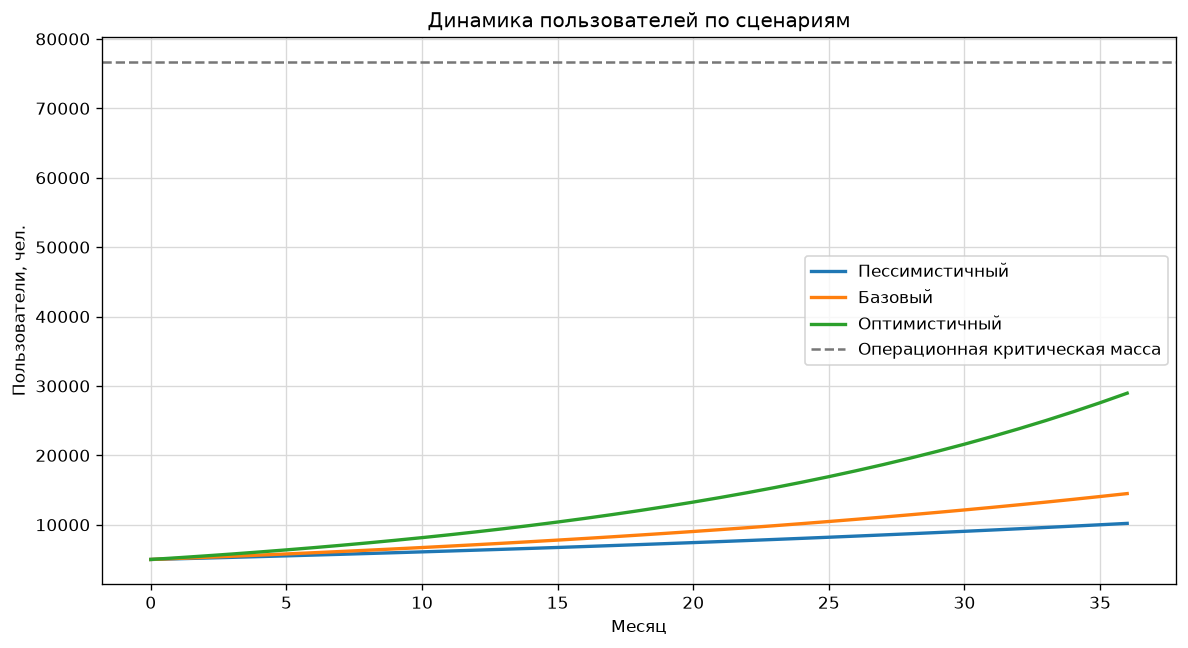 Динамика пользователей по сценариям
80000
70000
60000
50000
40000
30000
20000
10000
Пользователи, чел.
Пессимистичный
Базовый
Оптимистичный
Операционная критическая масса
0 5 10 15 20 25 30 35
Месяц